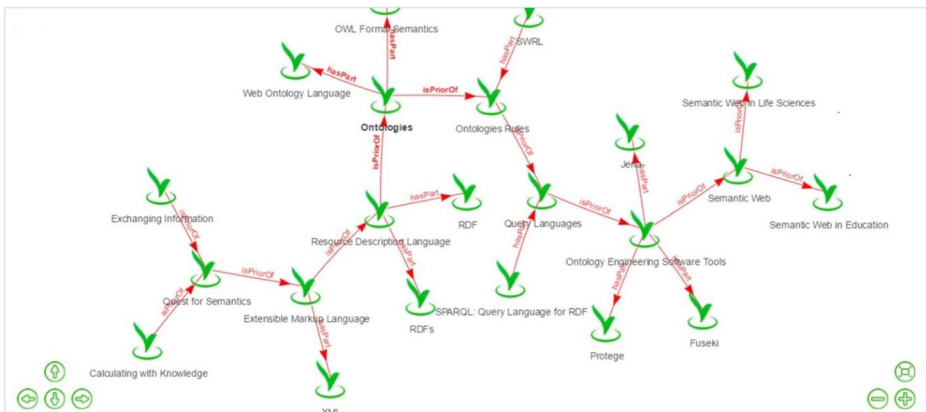 OWL Formal Semantics
SWRL
hasPart
hasPart
hasPart
Web Ontology Language
isPriorOf
Semantic Web in Life Sciences
Ontologies
Ontologies Rules
isPriorOf
isPriorOf
isPriorOf
Jena
hasPart
isPriorOf
isPriorOf
Semantic Web
hasPart
RDF
isPriorOf
Query Languages
Semantic Web in Education
Exchanging Information
isPriorOf
Resource Description Language
isPriorOf
hasPart
hasPart
Ontology Engineering Software Tools
isPriorOf
hasPart
hasPart
Quest for Semantics
isPriorOf
Extensible Markup Language
RDFs
SPARQL: Query Language for RDF
hasPart
Protege
Fuseki
Calculating with Knowledge
XML